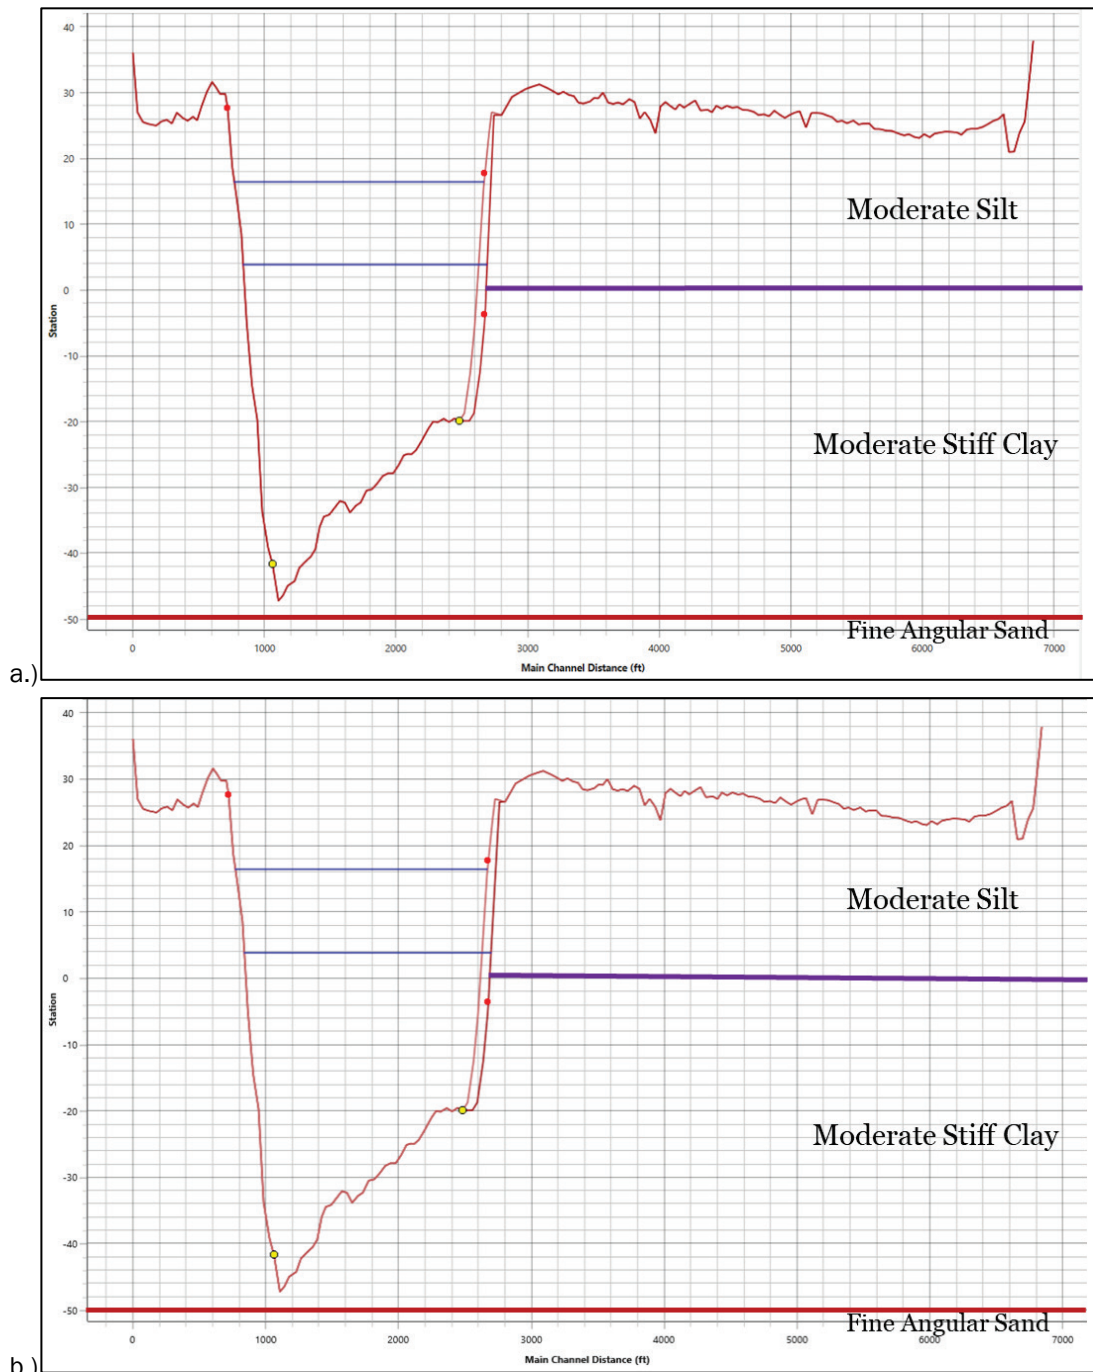 40
30
20
10
0
-10
-20
-30
-40
-50
Station
Moderate Silt
Moderate Stiff Clay
Fine Angular Sand
0 1000 2000 3000 4000 5000 6000 7000
Main Channel Distance (ft)
a.)
40
30
20
10
0
-10
-20
-30
-40
-50
Station
Moderate Silt
Moderate Stiff Clay
Fine Angular Sand
0 1000 2000 3000 4000 5000 6000 7000
Main Channel Distance (ft)
b.)